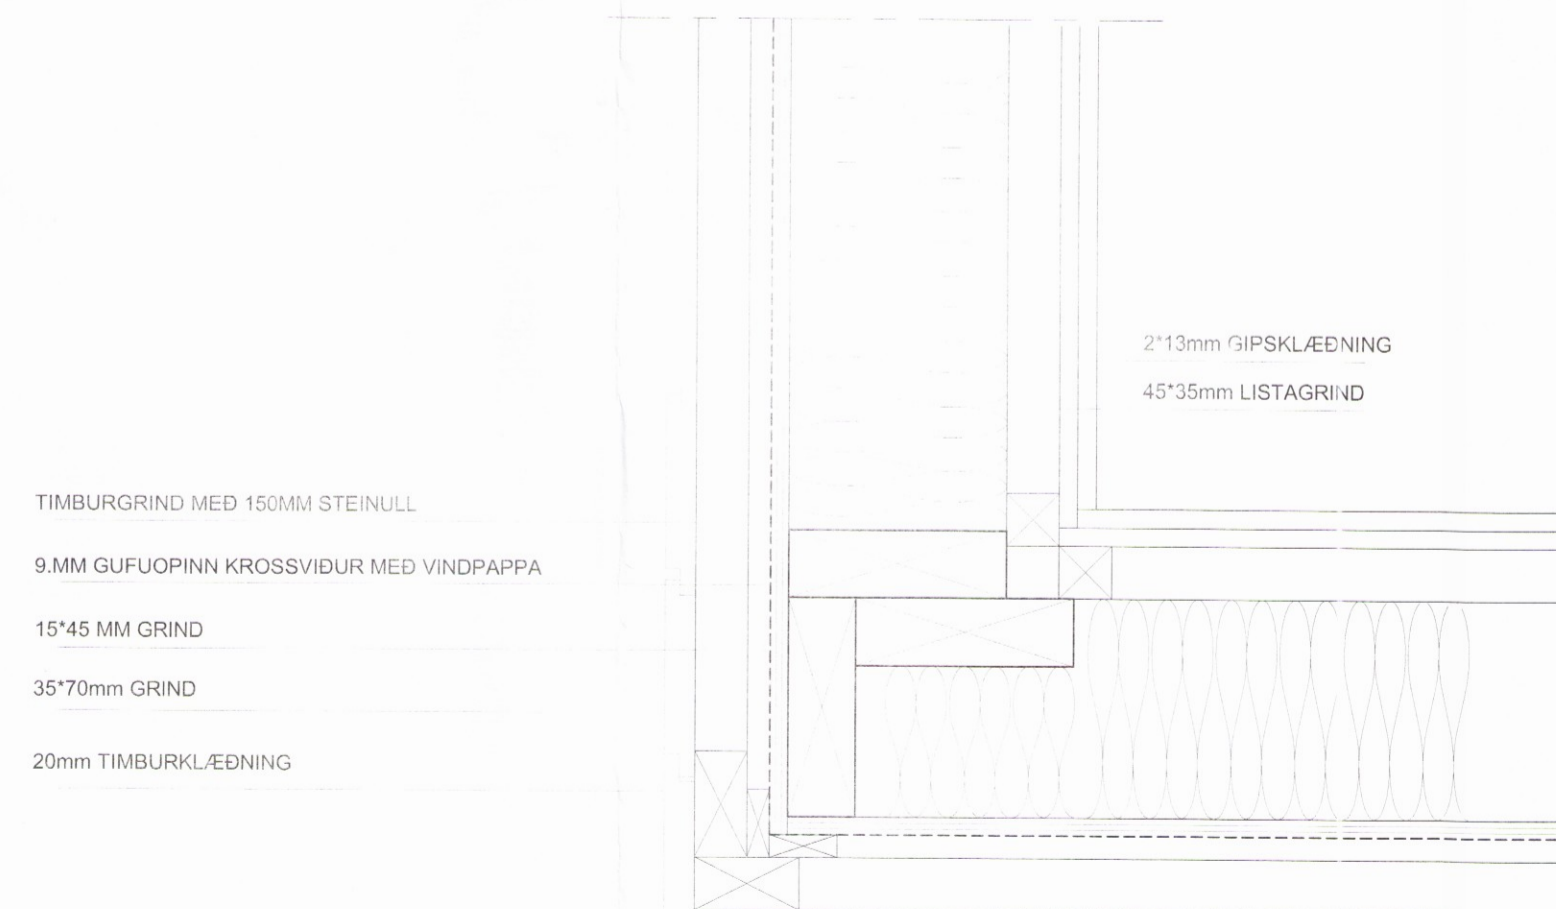 2*13mm GIPSKLÆÐNING
45*35mm LISTAGRIND
TIMBURGRIND MEÐ 150MM STEINULL
9.MM GUFUOPINN KROSSVIÐUR MEÐ VINDPAPPA
15*45 MM GRIND
35*70mm GRIND
20mm TIMBURKLÆÐNING